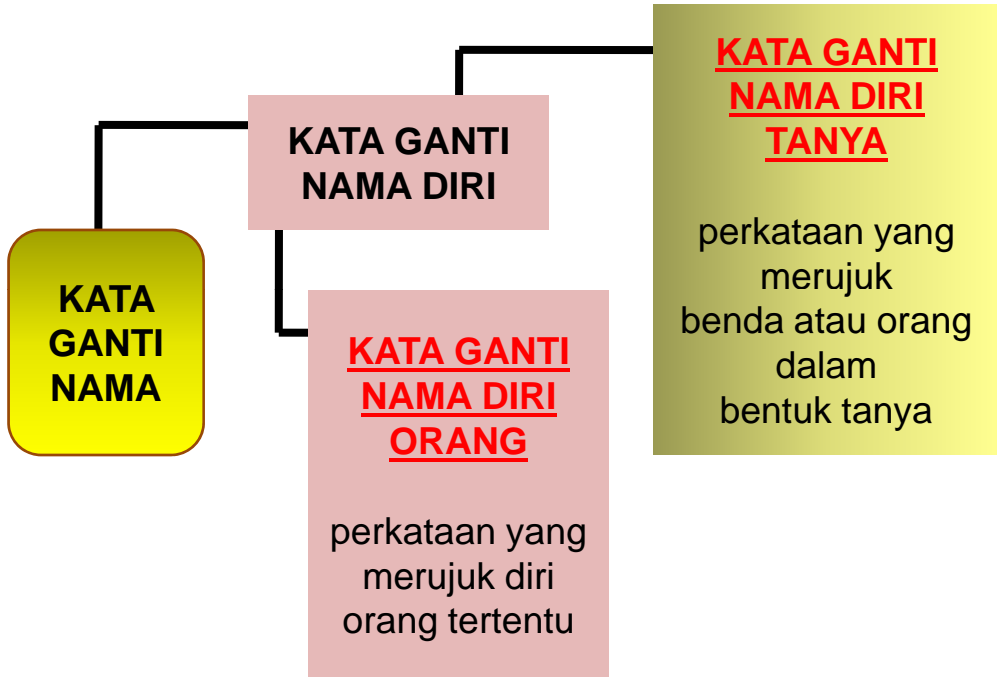 KATA
GANTI
NAMA
KATA GANTI
NAMA DIRI
KATA GANTI
NAMA DIRI
ORANG
perkataan yang
merujuk diri
orang tertentu
KATA GANTI
NAMA DIRI
TANYA
perkataan yang
merujuk
benda atau orang
dalam
bentuk tanya